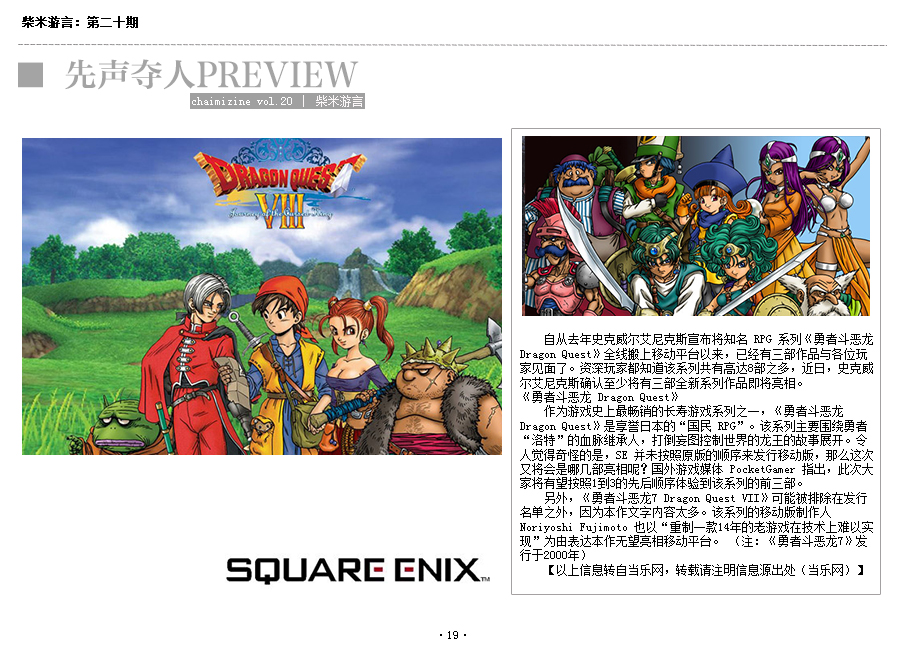 柴米游言：第二十期
先声夺人PREVIEW
chaimizine vol.20 | 柴米游言
DRAGON QUEST
VIII
Journey of the Cursed King
自从去年史克威尔艾尼克斯宣布将知名 RPG 系列《勇者斗恶龙
Dragon Quest》全线搬上移动平台以来，已经有三部作品与各位玩
家见面了。资深玩家都知道该系列共有高达8部之多，近日，史克威
尔艾尼克斯确认至少将有三部全新系列作品即将亮相。
《勇者斗恶龙 Dragon Quest》
作为游戏史上最畅销的长寿游戏系列之一，《勇者斗恶龙
Dragon Quest》是享誉日本的“国民 RPG”。该系列主要围绕勇者
“洛特”的血脉继承人，打倒妄图控制世界的龙王的故事展开。令
人觉得奇怪的是，SE 并未按照原版的顺序来发行移动版，那么这次
又将会是哪几部亮相呢？国外游戏媒体 PocketGamer 指出，此次大
家将有望按照1到3的先后顺序体验到该系列的前三部。
另外，《勇者斗恶龙7 Dragon Quest VII》可能被排除在发行
名单之外，因为本作文字内容太多。该系列的移动版制作人
Noriyoshi Fujimoto 也以“重制一款14年的老游戏在技术上难以实
现”为由表达本作无望亮相移动平台。（注：《勇者斗恶龙7》发
行于2000年）
【以上信息转自当乐网，转载请注明信息源出处（当乐网）】
SQUARE ENIX™
·19·